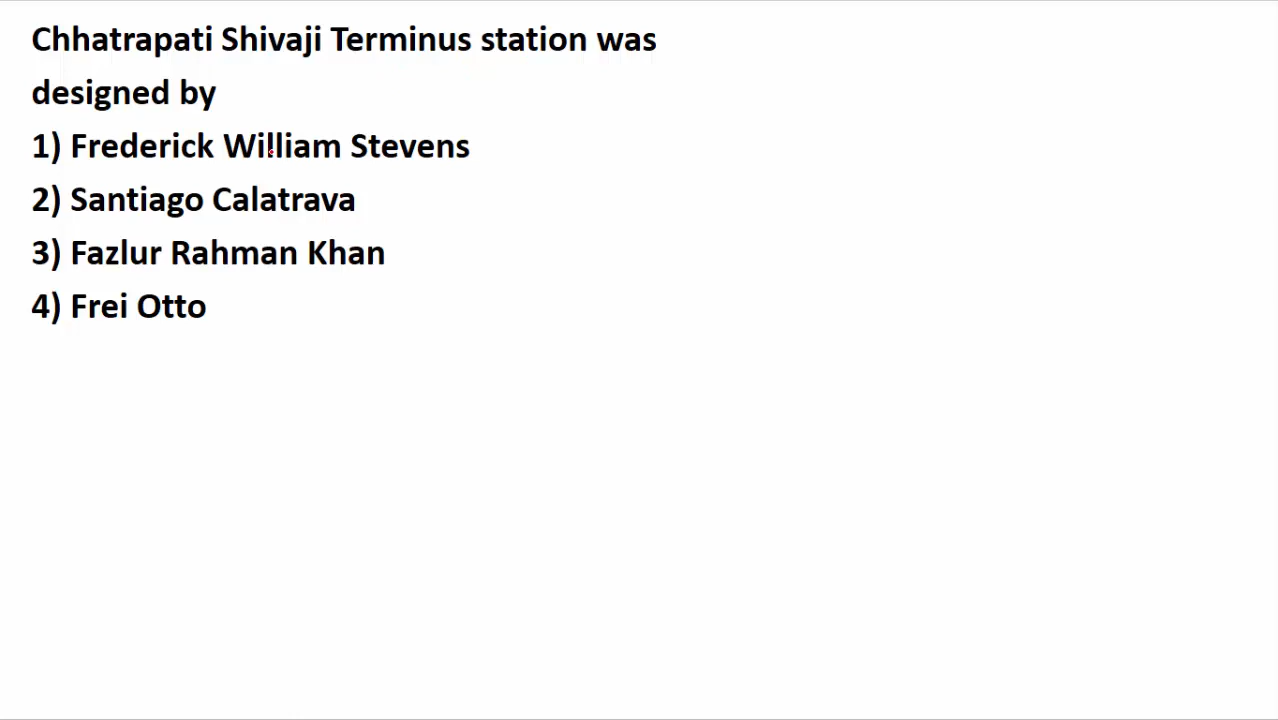 Chhatrapati Shivaji Terminus station was
designed by
1) Frederick William Stevens
2) Santiago Calatrava
3) Fazlur Rahman Khan
4) Frei Otto